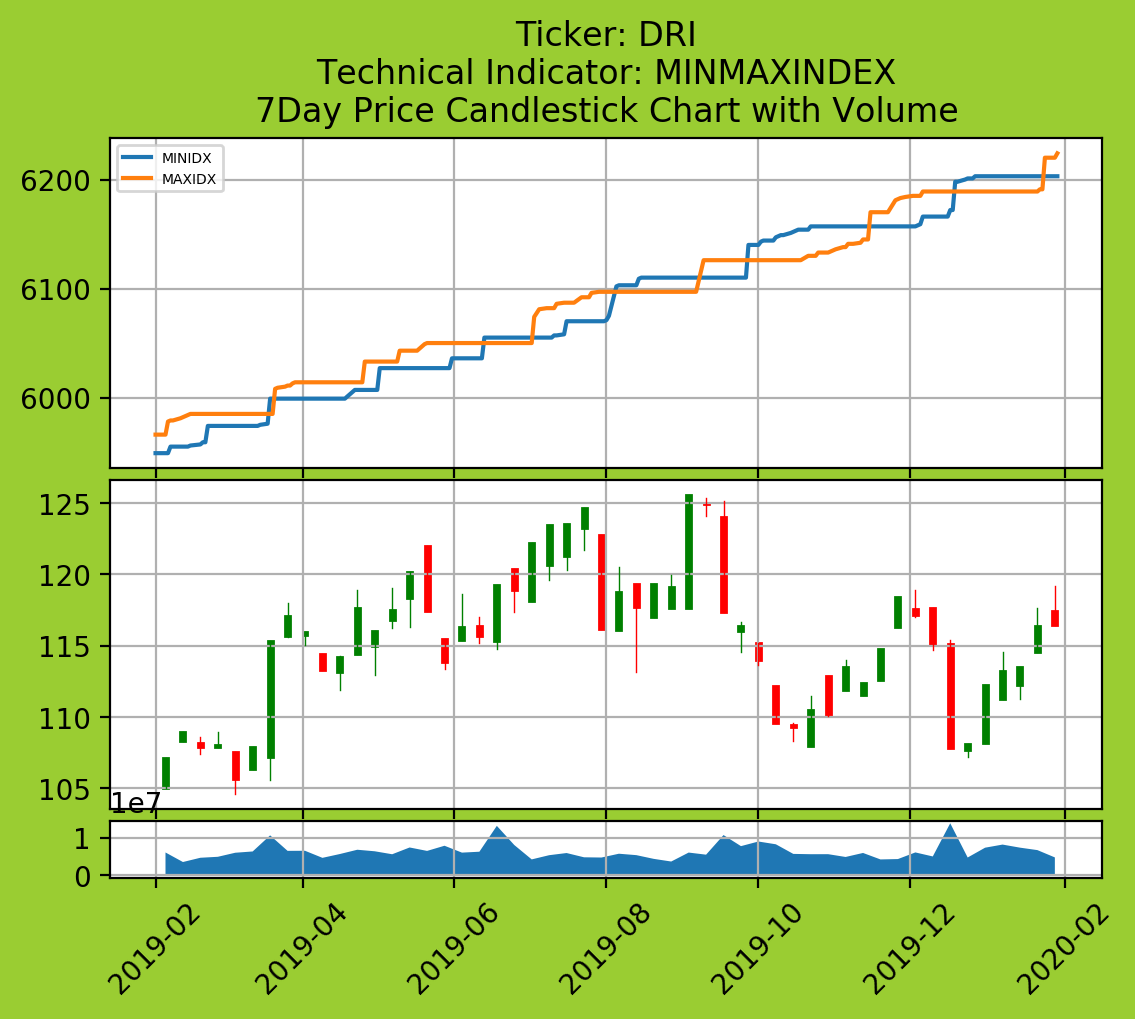 Ticker: DRI
Technical Indicator: MINMAXINDEX
7Day Price Candlestick Chart with Volume
MINIDX
MAXIDX
6200
6100
6000
125
120
115
110
105
1e7
1
0
2019-02
2019-04
2019-06
2019-08
2019-10
2019-12
2020-02